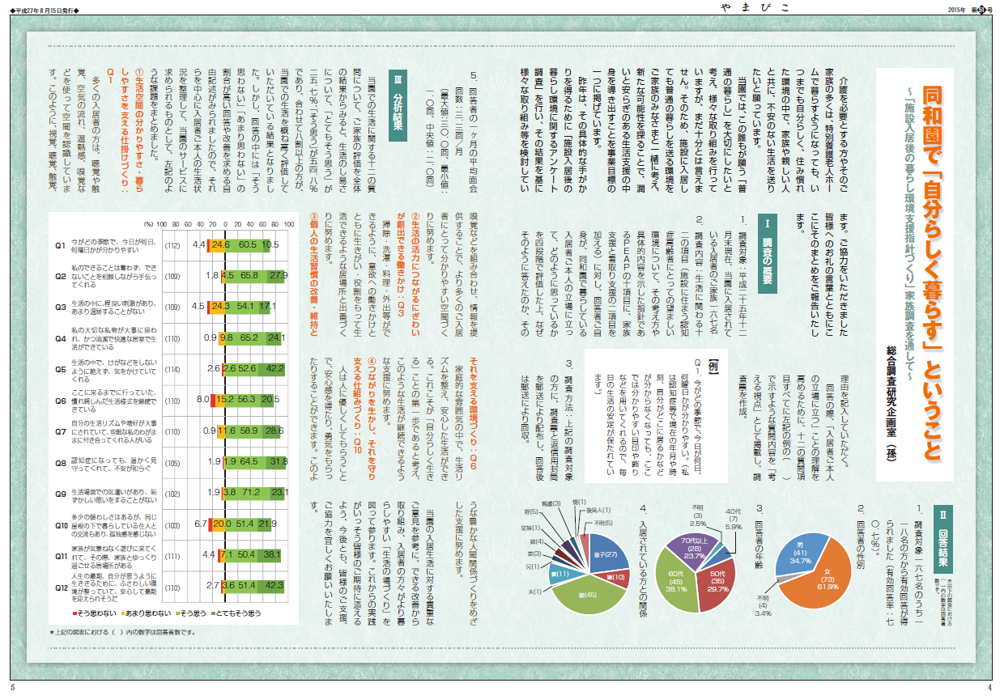 ◆平成27年8月15日発行◆
やまびこ
2015年 第31号
同和園で「自分らしく暮らす」ということ
～「施設入居後の暮らし環境支援指針づくり」家族調査を通して～
総合調査研究企画室（孫）
介護を必要とする方やそのご
家族の多くは、特別養護老人ホー
ムで暮らすようになっても、い
つまでも自分らしく、住み慣れ
た環境の中で、家族や親しい人
と共に、不安のない生活を送り
たいと願っています。
当園では、この誰もが願う「普
通の暮らし」を大切にしたいと
考え、様々な取り組みを行って
いますが、まだ十分とは言えま
せん。そのため、施設に入居し
ても普通の暮らしを送る環境を
ご家族のみなさまと一緒に考え、
新たな可能性を探ることで、潤
いと安らぎのある生活支援の中
身を導き出すことを事業目標の
一つに掲げています。
昨年は、その具体的な手がか
りを得るために「施設入居後の
暮らし環境に関するアンケート
調査」を行い、その結果を基に
様々な取り組み等を検討してい
ます。ご協力をいただきました
皆様へのお礼の言葉とともにこ
こにそのまとめをご報告いたし
ます。
Ⅰ 調査の概要
1．調査対象：平成二十五年十二
月末現在、当園に入居されて
いる入居者のご家族一六七名
2．調査内容：生活に関わる十
二の項目（施設に住まう認知
症高齢者にとっての望ましい
環境について、その考え方や
具体的内容を示した指針であ
るPEAPの十項目に、家族
支援と看取り支援の二項目を
加える）に対し、回答者ご自
身が、同和園で暮らしている
入居者ご本人の立場に立っ
て、どのように思っているか
を四段階で評価した上、なぜ
そのように答えたのか、その
理由を記入していただく。
回答の際、「入居者ご本人
の立場に立つ」ことの理解を
高めるために、十二の質問項
目すべてに左記の例の（ ）
で示すような質問内容を「考
える視点」として掲載し、調
査票を作成。
【例】
Q1．今がどの季節で、今日が何日、
何曜日かが分かりやすい。（私
は認知症等で現在の年月や時
刻、自分がどこに居るかなど
が分からなくなっても、ここ
では分かりやすい目印や飾り
などを用いてくれるので、毎
日の生活の安定が保たれてい
ます。）
3．調査方法：上記の調査対象
の方に、調査票と返信用封筒
を郵送により配布し、回答後
は郵送により回収。
Ⅱ 回答結果
※以下の図表における
（ ）内の数字は回答者
数です。
1．調査対象一六七名のうち一
一八名の方から有効回答が得
られました（有効回答率：七
〇．七％）。
2．回答者の性別
男
(41)
34.7%
女
(73)
61.9%
不明
(4)
3.4%
3．回答者の年齢
不明
(3)
2.5%
40代
(7)
5.9%
50代
(35)
29.7%
60代
(45)
38.1%
70代以上
(28)
23.7%
4．入居されている方との関係
息子(27)
嫁(10)
娘(45)
夫(1)
妻(11)
兄(1)
弟(3)
姉(4)
従妹(1)
姪(5)
親戚(3)
甥(1)
後見人(1)
不明(5)
5．回答者の一ヶ月の平均面会
回数：三．三回／月
Ⅲ 分析結果
当園での生活に関する十二の質
問について、ご家族の評価を全体
の結果からみると、生活のし易さ
について、「とてもそう思う」が
二五．七％「そう思う」が五四．八％
であり、合わせて八割以上の方が、
当園での生活を概ね高く評価して
いただいている結果となりまし
た。しかし、回答の中には「そう
思わない」「あまり思わない」の
割合が高い回答や改善を求める自
由記述がみられましたので、それ
らを中心に入居者ご本人の生活状
況を整理して、当園のサービスに
求められるものとして、左記のよ
うな課題をまとめました。
①生活空間の分かりやすさ・暮ら
しやすさを支える仕掛けづくり：
Q1
多くの入居者の方は、聴覚や触
覚、空気の流れ、温熱感、嗅覚な
どを使って空間を認識していま
す。このように、視覚、聴覚、触覚、
嗅覚などを組み合わせ、情報を提
供することで、より多くのご入居
者にとって分かりやすい空間づく
りに努めます。
②生活の活力につながるにぎわい
が創出できる働きかけ：Q3
掃除・洗濯・料理・外出等がで
きるように、意欲への働きかけと
ともに生きがい・役割をもって生
活できるような居場所と出番づく
りに努めます。
③個人の生活習慣の改善・維持と
それを支える環境づくり：Q6
家庭的な雰囲気の中で、生活リ
ズムを整え、安心した生活ができ
る。これこそが「自分らしく生き
る」ことの第一歩であると考え、
このような生活が継続できるよう
な支援に努めます。
④つながりを生かし、それを守り
支える仕組みづくり：Q10
人は人に優しくしてもらうこと
で、安心感を得たり、勇気をもらっ
たりすることができます。このよ
うな豊かな人間関係づくりをめざ
した支援に努めます。
当園の入居生活に対する貴重な
ご意見を参考に、できる改善から
取り組み、入居者の方々がより暮
らしやすい「生活の場づくり」を
図って参ります。これからの実践
がいっそう皆様のご期待に添える
よう、今後とも、皆様のご支援、
ご協力を宜しくお願いいたしま
す。
(%) 100 80 60 40 20 0 20 40 60 80 100
Q1 今がどの季節で、今日が何日、何曜日かが分かりやすい (112) 4.4 24.6 60.5 10.5
Q2 私のできることは奪わず、できないことを相談しながら手伝ってくれる (109) 1.8 4.5 65.8 27.9
Q3 生活の中に、程良い刺激があり、あまり退屈することがない (109) 4.5 24.3 54.1 17.1
Q4 私の大切な私物が大事に扱われ、かつ清潔で快適な居室で生活ができている (110) 0.9 9.8 65.2 24.1
Q5 生活の中で、けがなどをしないように絶えず、気をかけていてくれる (114) 2.6 2.6 52.6 42.2
Q6 ここに来るまでに行っていた、慣れ親しんだ生活様式を継続できている (110) 8.0 15.2 56.3 20.5
Q7 自分の生活リズムや嗜好が大事にされていて、些細な私のわがままに付き合ってくれる人がいる (110) 0.9 11.6 58.9 28.6
Q8 認知症になっても、温かく見守ってくれて、不安が和らぐ (105) 1.9 1.9 64.5 31.8
Q9 生活場面での気遣いがあり、恥ずかしい思いをすることがない (102) 1.9 3.8 71.2 23.1
Q10 多少の煩わしさはあるが、同じ屋根の下で暮らしている住人との交流もあり、孤独感を感じない (103) 6.7 20.0 51.4 21.9
Q11 家族が気兼ねなく遊びに来てくれて、その際、家族とゆっくり過ごせる居場所がある (111) 4.4 7.1 50.4 38.1
Q12 人生の最期、自分が思うように生ききるために、ふさわしい環境が整っていて、安心して最期を迎えられそうだ (110) 2.7 3.6 51.4 42.3
■そう思わない ■あまり思わない ■そう思う ■とてもそう思う
＊上記の図表における（ ）内の数字は回答者数です。
5
4